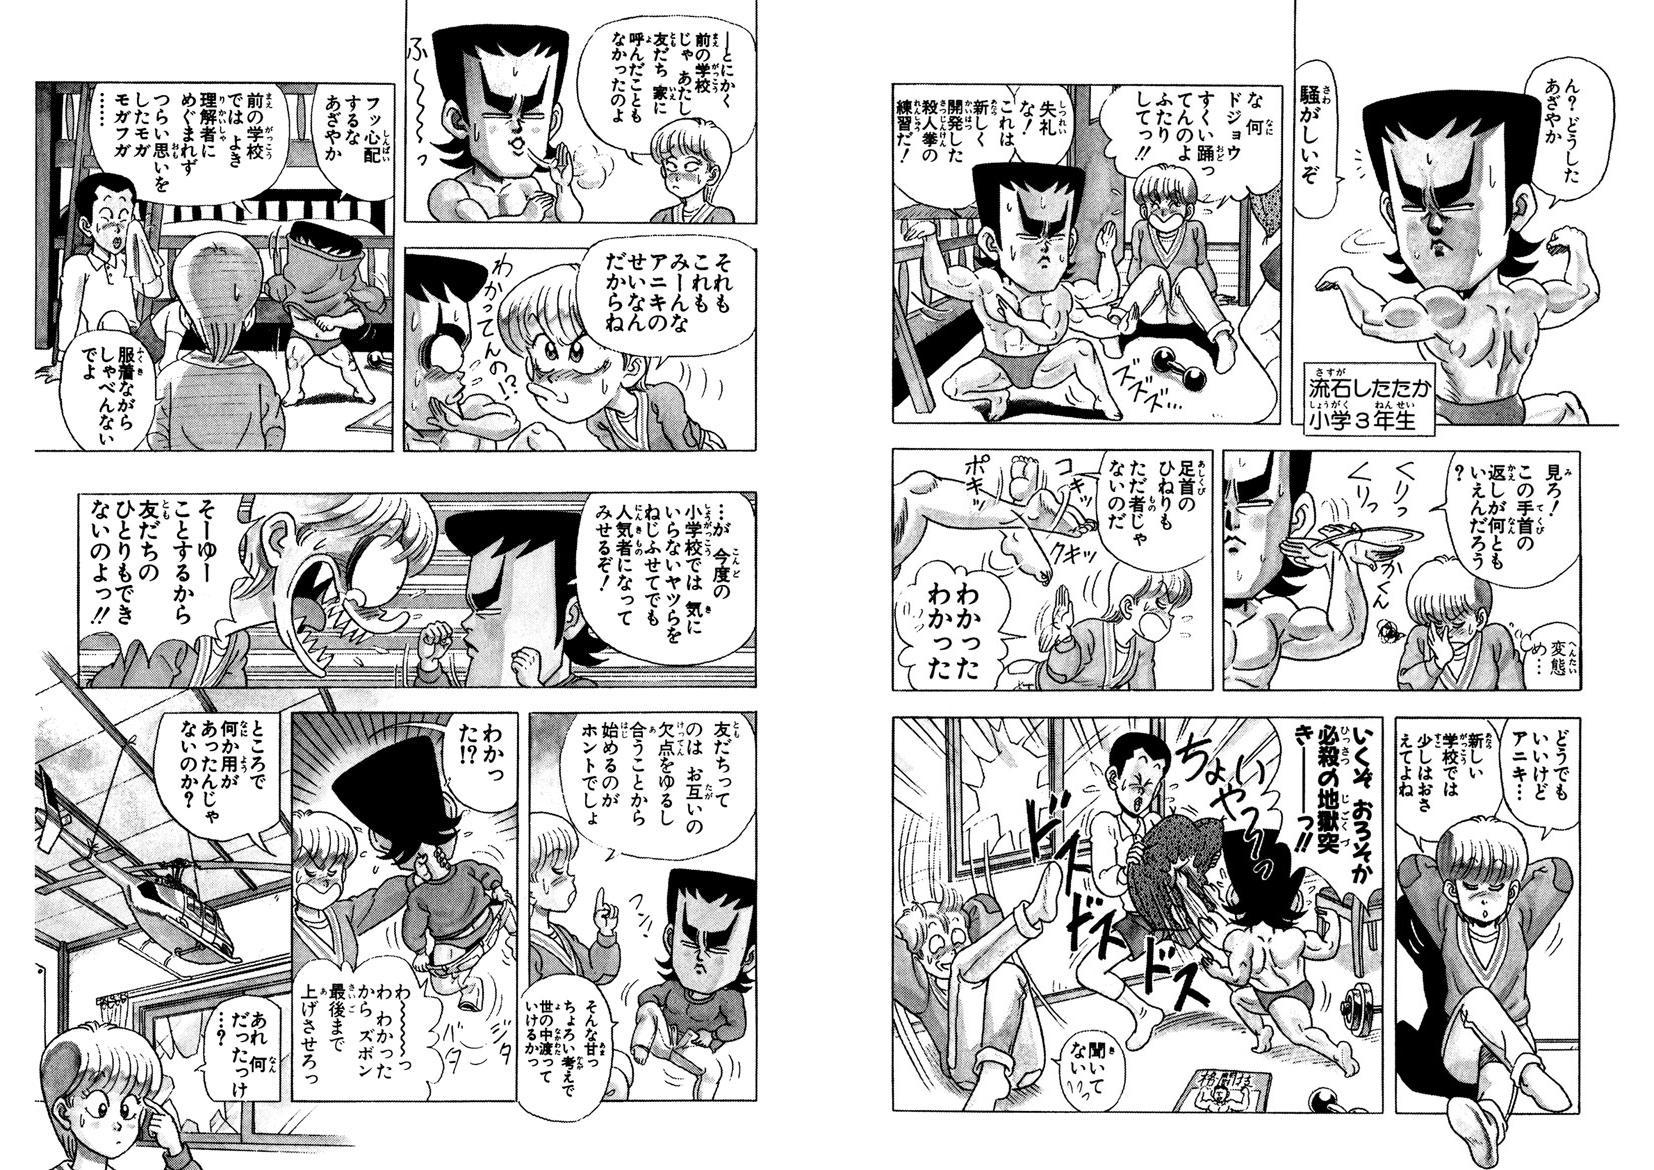 ん？どうした
あざやか
騒がしいぞ
流石したたか
小学３年生
な 何
ドジョウ
すくい踊っ
てんのよ
ふたり
してっ!!
失礼
な！
これは
新しく
開発した
殺人拳の
練習だ！
見ろ！
この手首の
返しが何とも
いえんだろう
？
くりっ
くりっ
かくん
変態
め…
足首の
ひねりも
ただ者じゃ
ないのだ
コキッ
ポキッ
クキッ
わかった
わかった
ズズズ…
どうでも
いいけど
アニキ…
新しい
学校では
少しはおさ
えてよね
いくぞ おろそか
必殺の地獄突
き――っ!!
ちょいやっっ
ドズ
ドズ
ドス
聞いて
ない
格闘技
―とにかく
前の学校
じゃ あたし
友だち 家に
呼んだことも
なかったのよ
ふ～～～っ
それも
これも
みーんな
アニキの
せいなん
だからね
わかってんの!?
フッ心配
するな
あざやか
前の学校
では よき
理解者に
めぐまれず
つらい思いを
したモガ
モガフガ
……
服着ながら
しゃべんない
でよ
…が 今度の
小学校では 気に
いらないヤツらを
ねじふせてでも
人気者になって
みせるぞ！
そーゆー
ことするから
友だちの
ひとりもでき
ないのよっ!!
友だちって
のは お互いの
欠点をゆるし
合うことから
始めるのが
ホントでしょ
そんな甘っ
ちょろい考えで
世の中渡って
いけるかっ
わかっ
た!?
わ～～～～っ
わ わかった
から ズボン
最後まで
上げさせろっ
バタ
バタ
ところで
何か用が
あったんじゃ
ないのか？
あれ 何
だったっけ
…？